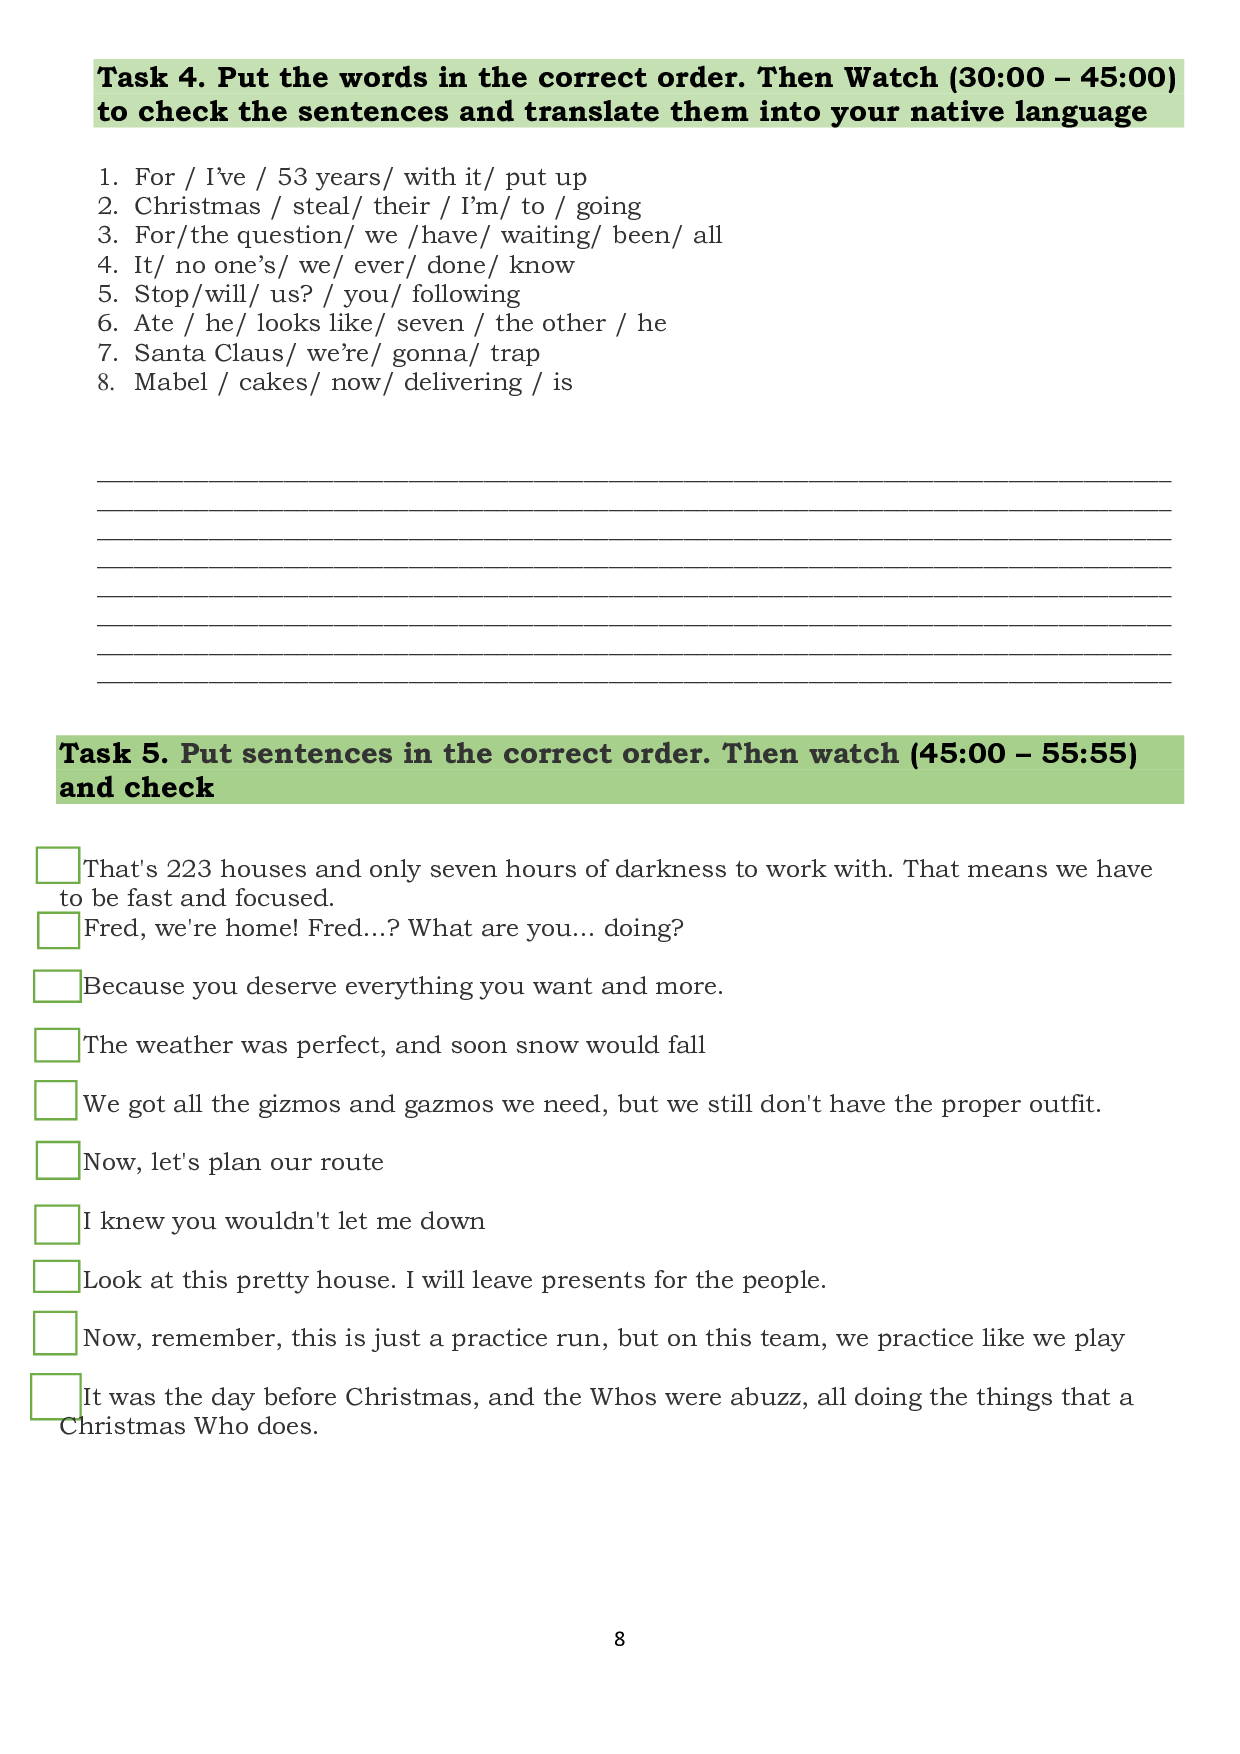 Task 4. Put the words in the correct order. Then Watch (30:00 – 45:00)
to check the sentences and translate them into your native language
1. For / I’ve / 53 years/ with it/ put up
2. Christmas / steal/ their / I’m/ to / going
3. For/the question/ we /have/ waiting/ been/ all
4. It/ no one’s/ we/ ever/ done/ know
5. Stop/will/ us? / you/ following
6. Ate / he/ looks like/ seven / the other / he
7. Santa Claus/ we’re/ gonna/ trap
8. Mabel / cakes/ now/ delivering / is
Task 5. Put sentences in the correct order. Then watch (45:00 – 55:55)
and check
That's 223 houses and only seven hours of darkness to work with. That means we have
to be fast and focused.
Fred, we're home! Fred...? What are you... doing?
Because you deserve everything you want and more.
The weather was perfect, and soon snow would fall
We got all the gizmos and gazmos we need, but we still don't have the proper outfit.
Now, let's plan our route
I knew you wouldn't let me down
Look at this pretty house. I will leave presents for the people.
Now, remember, this is just a practice run, but on this team, we practice like we play
It was the day before Christmas, and the Whos were abuzz, all doing the things that a
Christmas Who does.
8